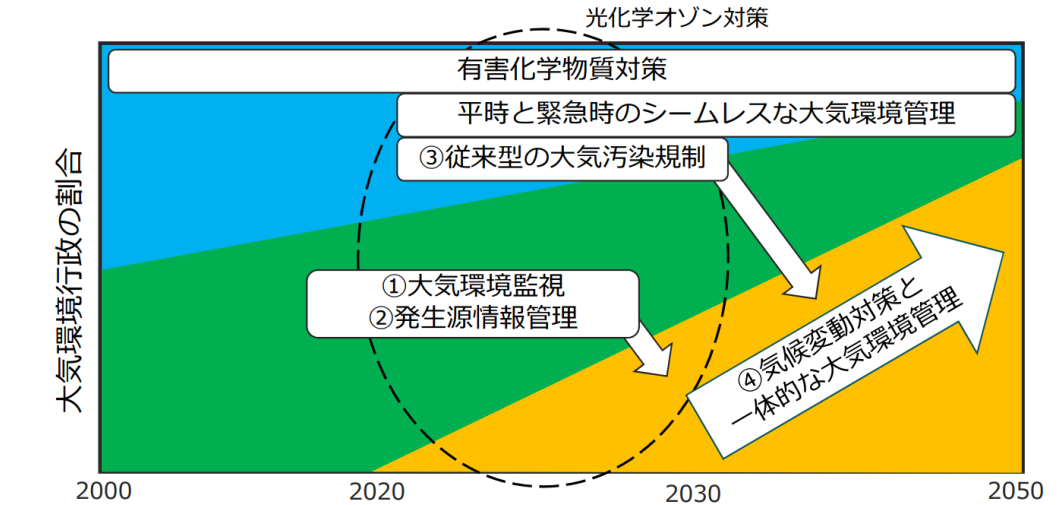 光化学オゾン対策
有害化学物質対策
平時と緊急時のシームレスな大気環境管理
③従来型の大気汚染規制
大気環境行政の割合
①大気環境監視
②発生源情報管理
④気候変動対策と
一体的な大気環境管理
2000
2020
2030
2050